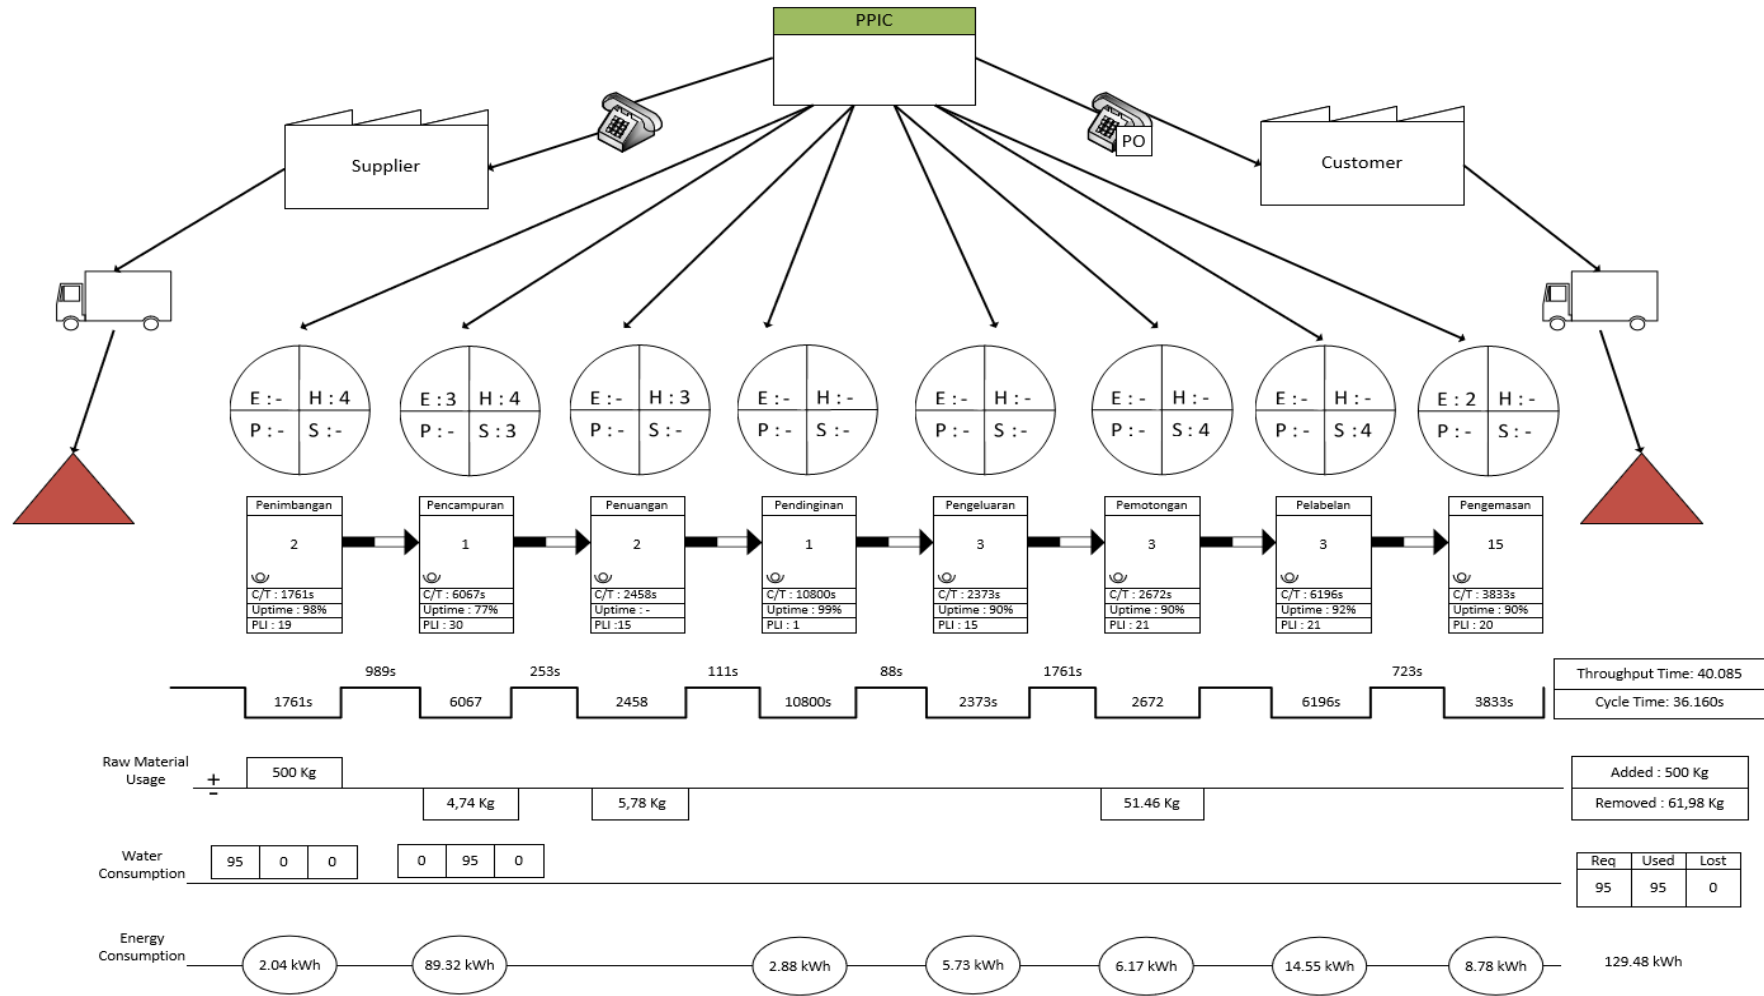 PPIC
PO
Supplier
Customer
E : - H : 4
P : - S : -
E : 3 H : 4
P : - S : 3
E : - H : 3
P : - S : -
E : - H : -
P : - S : -
E : - H : -
P : - S : -
E : - H : -
P : - S : 4
E : - H : -
P : - S : 4
E : 2 H : -
P : - S : -
Penimbangan
2
C/T : 1761s
Uptime : 98%
PLI : 19
Pencampuran
1
C/T : 6067s
Uptime : 77%
PLI : 30
Penuangan
2
C/T : 2458s
Uptime : -
PLI :15
Pendinginan
1
C/T : 10800s
Uptime : 99%
PLI : 1
Pengeluaran
3
C/T : 2373s
Uptime : 90%
PLI : 15
Pemotongan
3
C/T : 2672s
Uptime : 90%
PLI : 21
Pelabelan
3
C/T : 6196s
Uptime : 92%
PLI : 21
Pengemasan
15
C/T : 3833s
Uptime : 90%
PLI : 20
989s 253s 111s 88s 1761s 723s
1761s 6067 2458 10800s 2373s 2672 6196s 3833s
Throughput Time: 40.085
Cycle Time: 36.160s
Raw Material
Usage
+
-
500 Kg
4,74 Kg 5,78 Kg 51.46 Kg
Added : 500 Kg
Removed : 61,98 Kg
Water
Consumption
95 0 0
0 95 0
Req Used Lost
95 95 0
Energy
Consumption
2.04 kWh 89.32 kWh 2.88 kWh 5.73 kWh 6.17 kWh 14.55 kWh 8.78 kWh 129.48 kWh